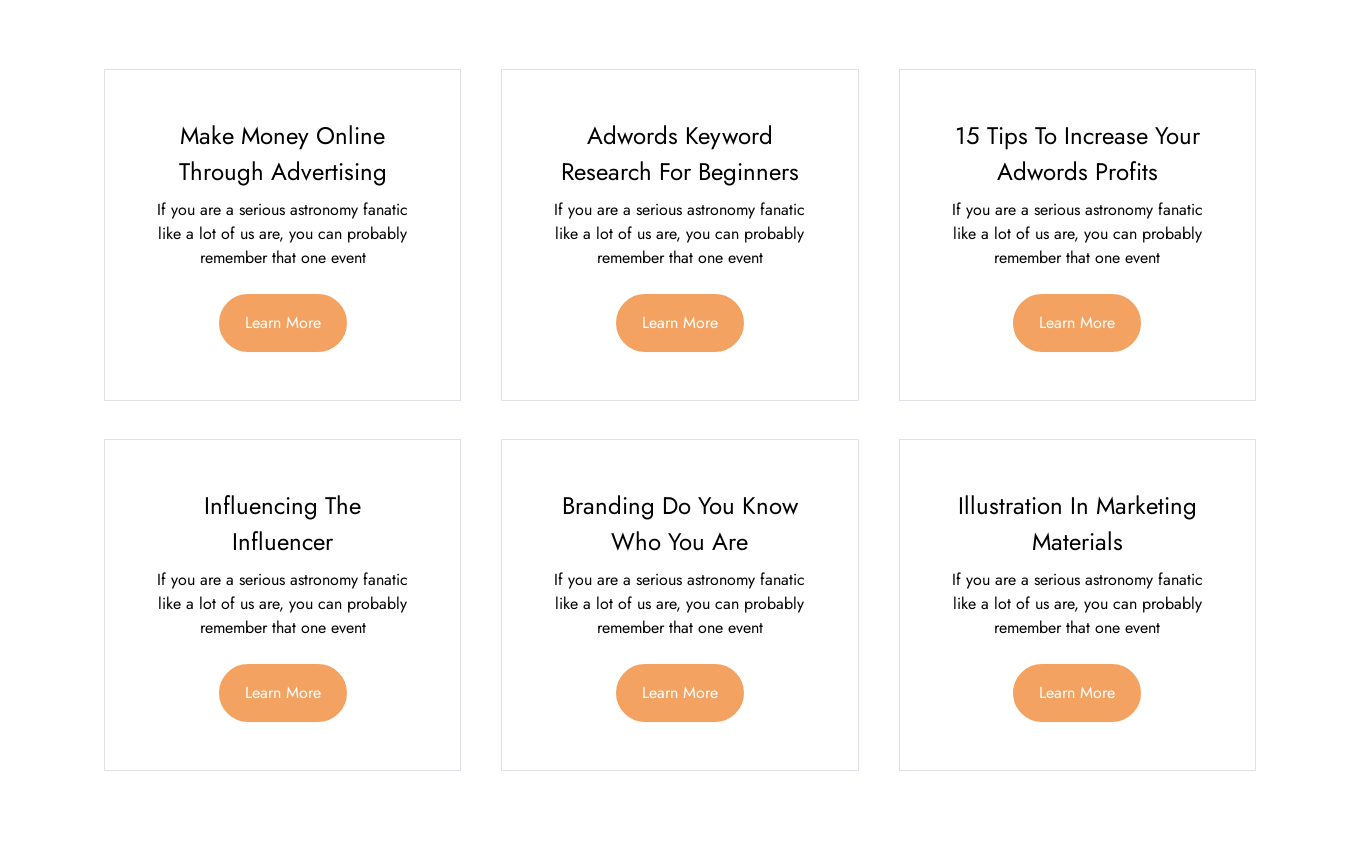 Make Money Online
Through Advertising
If you are a serious astronomy fanatic
like a lot of us are, you can probably
remember that one event
Learn More
Adwords Keyword
Research For Beginners
If you are a serious astronomy fanatic
like a lot of us are, you can probably
remember that one event
Learn More
15 Tips To Increase Your
Adwords Profits
If you are a serious astronomy fanatic
like a lot of us are, you can probably
remember that one event
Learn More
Influencing The
Influencer
If you are a serious astronomy fanatic
like a lot of us are, you can probably
remember that one event
Learn More
Branding Do You Know
Who You Are
If you are a serious astronomy fanatic
like a lot of us are, you can probably
remember that one event
Learn More
Illustration In Marketing
Materials
If you are a serious astronomy fanatic
like a lot of us are, you can probably
remember that one event
Learn More